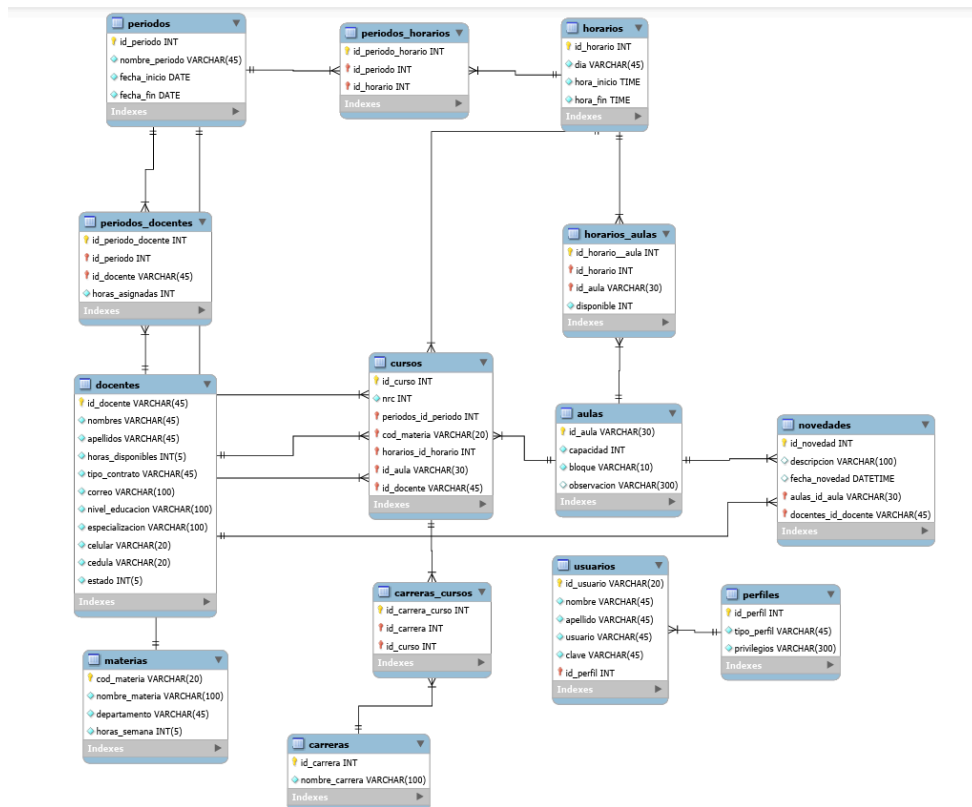 periodos
id_periodo INT
nombre_periodo VARCHAR(45)
fecha_inicio DATE
fecha_fin DATE
Indexes
periodos_horarios
id_periodo_horario INT
id_periodo INT
id_horario INT
Indexes
horarios
id_horario INT
dia VARCHAR(45)
hora_inicio TIME
hora_fin TIME
Indexes
periodos_docentes
id_periodo_docente INT
id_periodo INT
id_docente VARCHAR(45)
horas_asignadas INT
Indexes
horarios_aulas
id_horario__aula INT
id_horario INT
id_aula VARCHAR(30)
disponible INT
Indexes
docentes
id_docente VARCHAR(45)
nombres VARCHAR(45)
apellidos VARCHAR(45)
horas_disponibles INT(5)
tipo_contrato VARCHAR(45)
correo VARCHAR(100)
nivel_educacion VARCHAR(100)
especializacion VARCHAR(100)
celular VARCHAR(20)
cedula VARCHAR(20)
estado INT(5)
Indexes
cursos
id_curso INT
nrc INT
periodos_id_periodo INT
cod_materia VARCHAR(20)
horarios_id_horario INT
id_aula VARCHAR(30)
id_docente VARCHAR(45)
Indexes
aulas
id_aula VARCHAR(30)
capacidad INT
bloque VARCHAR(10)
observacion VARCHAR(300)
Indexes
novedades
id_novedad INT
descripcion VARCHAR(100)
fecha_novedad DATETIME
aulas_id_aula VARCHAR(30)
docentes_id_docente VARCHAR(45)
Indexes
materias
cod_materia VARCHAR(20)
nombre_materia VARCHAR(100)
departamento VARCHAR(45)
horas_semana INT(5)
Indexes
carreras_cursos
id_carrera_curso INT
id_carrera INT
id_curso INT
Indexes
usuarios
id_usuario VARCHAR(20)
nombre VARCHAR(45)
apellido VARCHAR(45)
usuario VARCHAR(45)
clave VARCHAR(45)
id_perfil INT
Indexes
perfiles
id_perfil INT
tipo_perfil VARCHAR(45)
privilegios VARCHAR(300)
Indexes
carreras
id_carrera INT
nombre_carrera VARCHAR(100)
Indexes